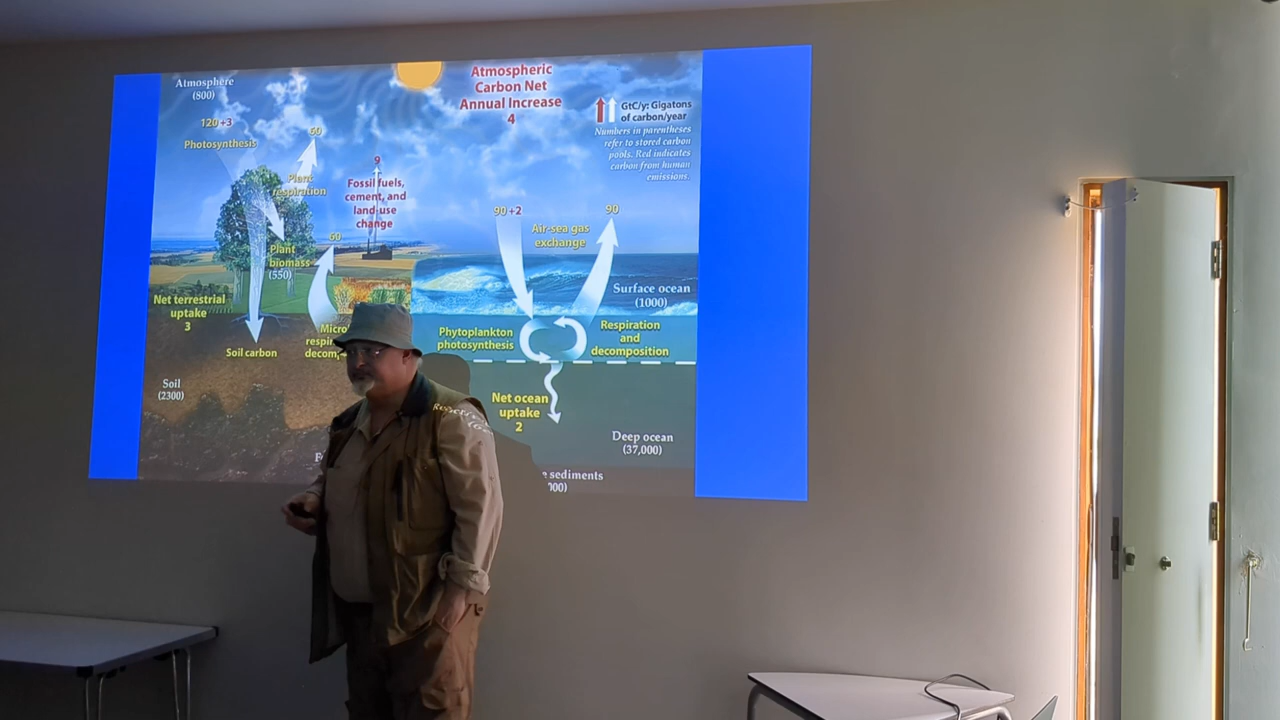 Atmosphere
(800)
120 +3
Photosynthesis
60
Plant
respiration
9
Fossil fuels,
cement, and
land-use
change
Atmospheric
Carbon Net
Annual Increase
4
GtC/y: Gigatons
of carbon/year
Numbers in parentheses
refer to stored carbon
pools. Red indicates
carbon from human
emissions.
90 +2
90
Air-sea gas
exchange
60
Plant
biomass
(550)
Net terrestrial
uptake
3
Soil carbon
Surface ocean
(1000)
Phytoplankton
photosynthesis
Respiration
and
decomposition
Soil
(2300)
Net ocean
uptake
2
Deep ocean
(37,000)
sediments